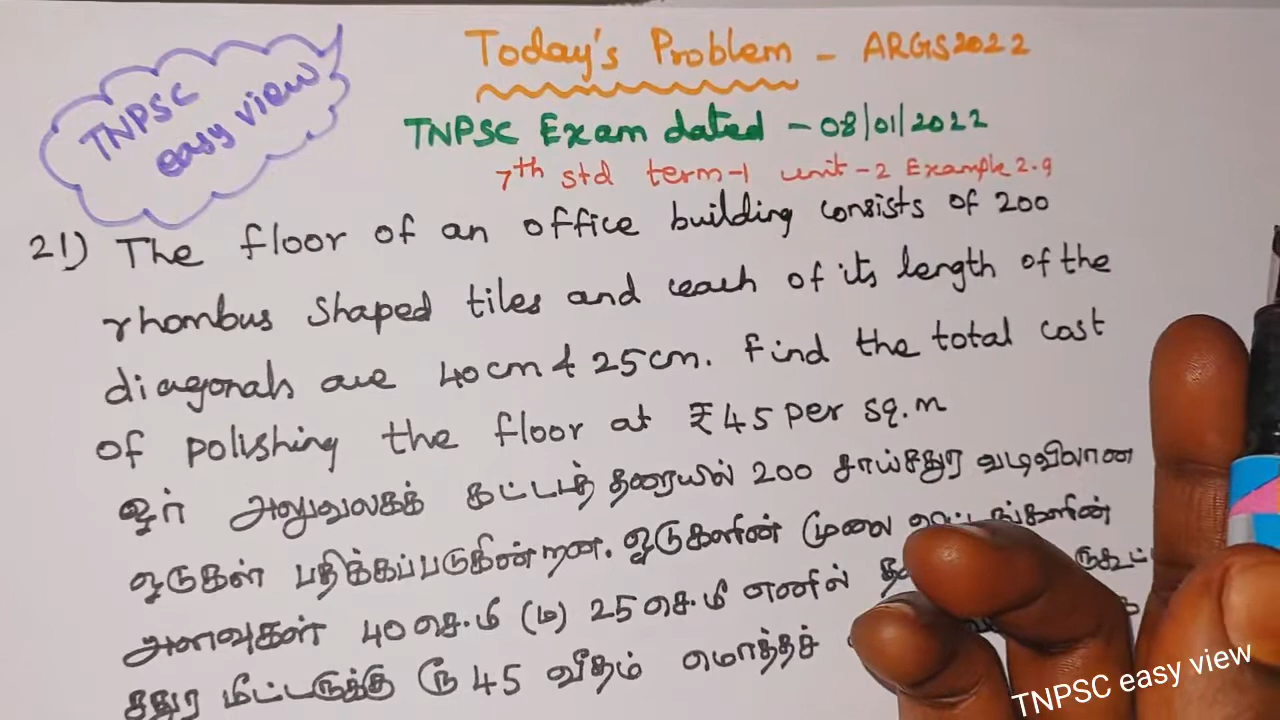 TNPSC
easy view
Today's Problem - ARGS2022
TNPSC Exam dated - 08/01/2022
7th std term-1 unit-2 Example 2.9
21) The floor of an office building consists of 200
rhombus shaped tiles and each of its length of the
diagonals are 40cm & 25cm. Find the total cost
of polishing the floor at ₹45 per sq.m
ஓர் அலுவலகக் கட்டடத் தரையில் 200 சாய்சதுர வடிவிலான
ஓடுகள் பதிக்கப்படுகின்றன. ஓடுகளின் மூலை விட்டங்களின்
அளவுகள் 40 செ.மீ (ம) 25 செ.மீ எனில்
சதுர மீட்டருக்கு ரூ 45 வீதம் மொத்தச்
TNPSC easy view